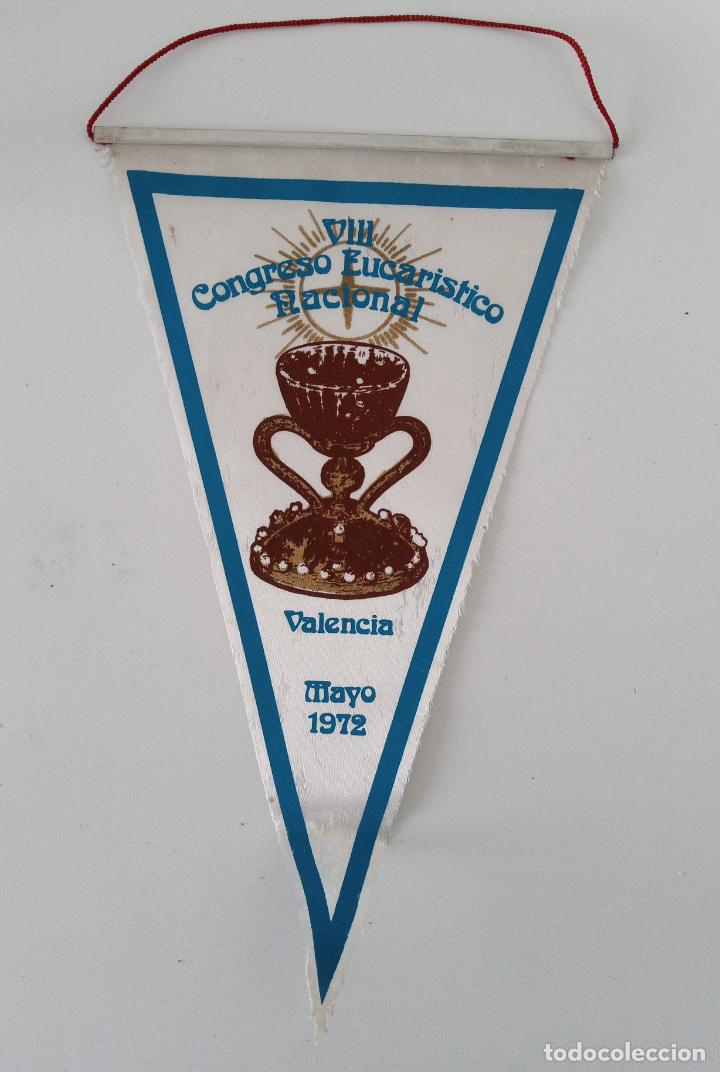 VIII
Congreso Eucaristico
Nacional
Valencia
Mayo
1972
todocoleccion